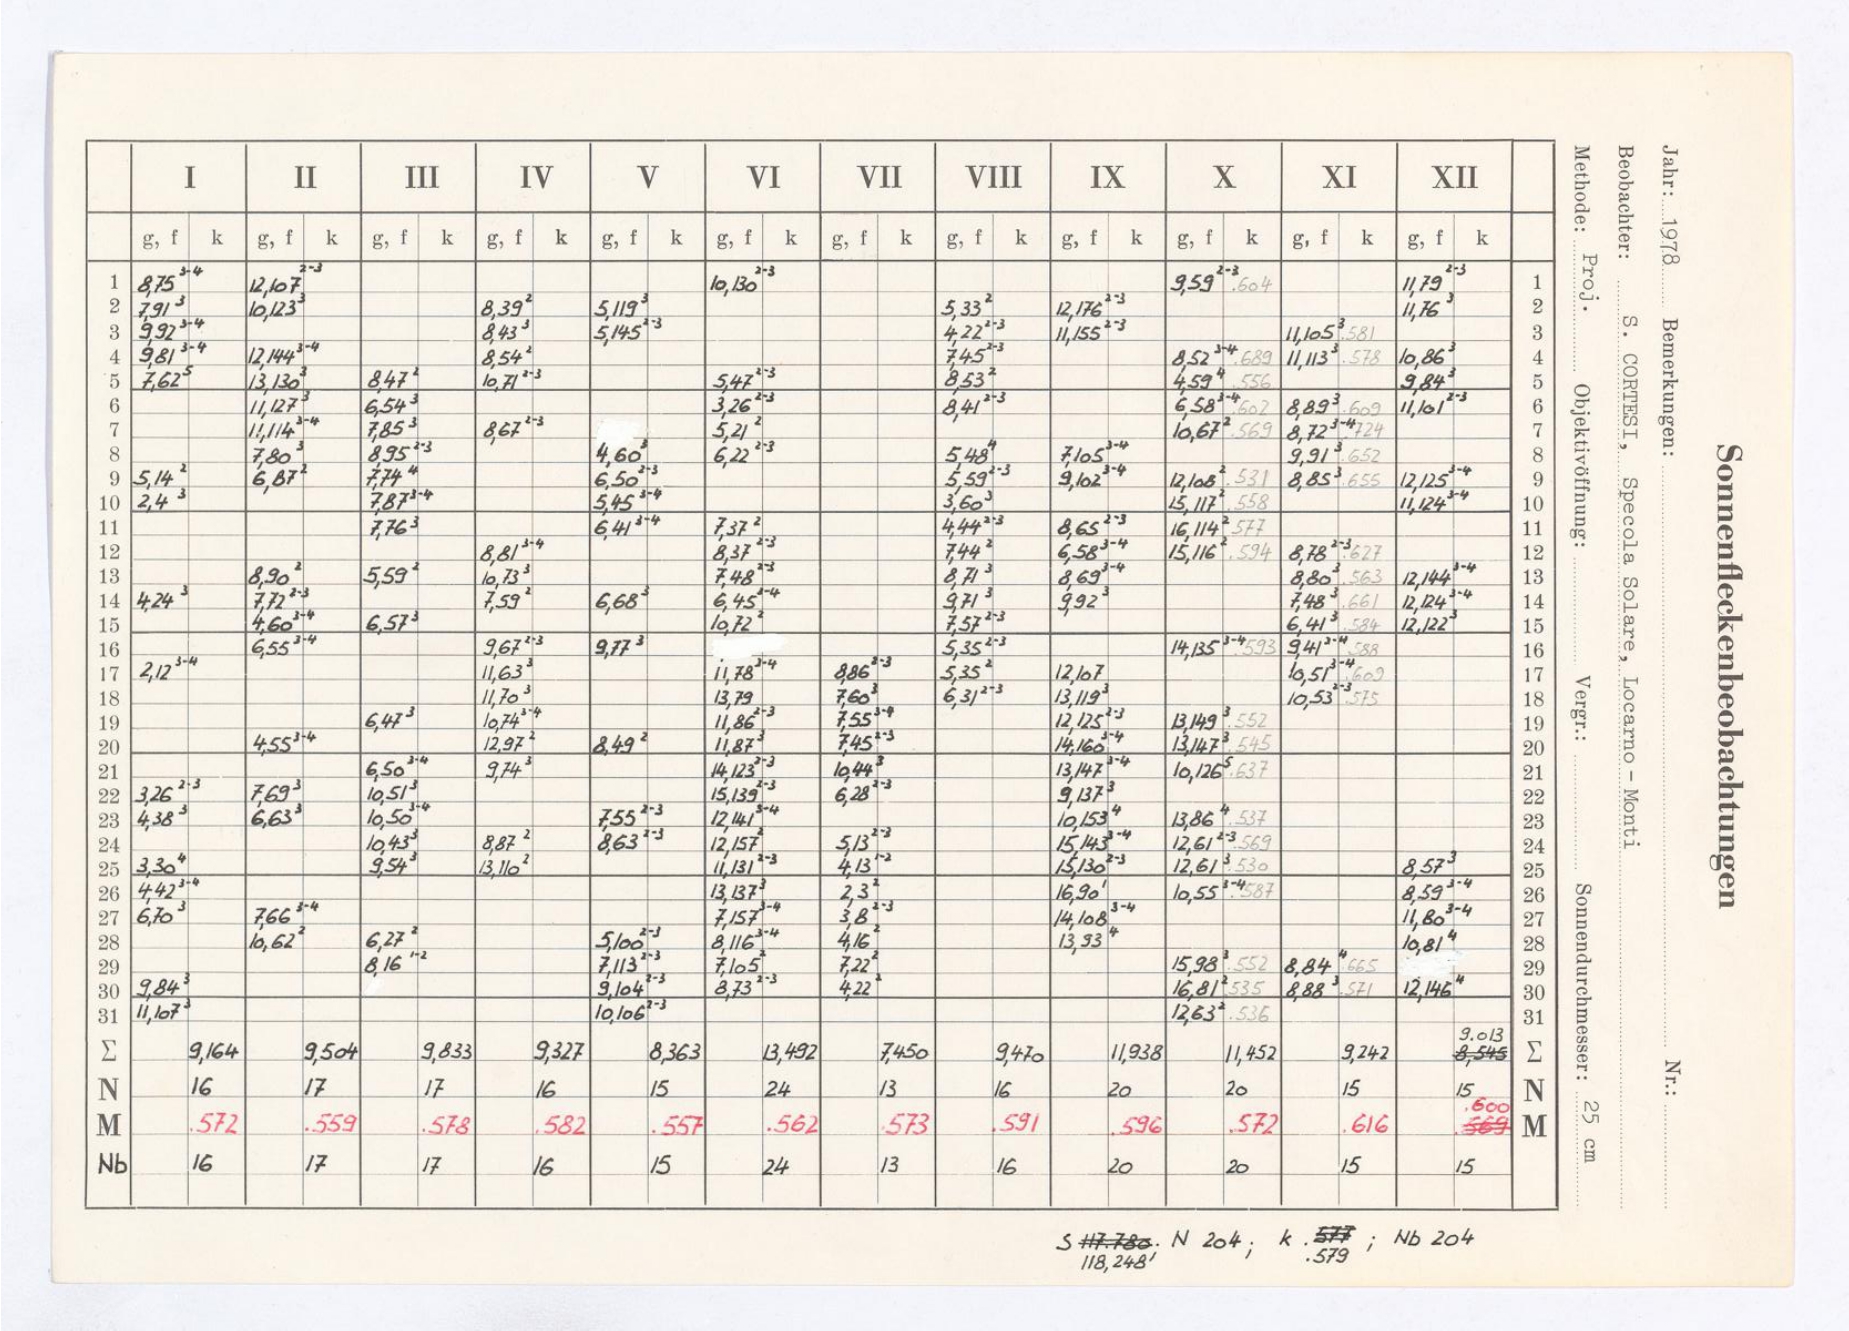 I II III IV V VI VII VIII IX X XI XII
g, f k g, f k g, f k g, f k g, f k g, f k g, f k g, f k g, f k g, f k g, f k g, f k
1 8,75 3-4 12,107 2-3 10,130 2-3 9,59 2-3 .604 11,79 2-3 1
2 7,91 3 10,123 3 8,39 2 5,119 3 5,33 2 12,176 2-3 11,76 3 2
3 9,92 3-4 8,43 3 5,145 2-3 4,22 2-3 11,155 2-3 11,105 3 .581 3
4 9,81 3-4 12,144 3-4 8,54 2 7,45 2-3 8,52 3-4 .689 11,113 3 .578 10,86 3 4
5 7,62 5 13,130 3 8,47 2 10,71 2-3 5,47 2-3 8,53 2 4,59 4 .556 9,84 3 5
6 11,127 3 6,54 3 3,26 2-3 8,41 2-3 6,58 3-4 .602 8,89 3 .609 11,101 2-3 6
7 11,114 3-4 7,85 3 8,67 2-3 5,21 2 10,67 2 .569 8,72 3-4 .724 7
8 7,80 3 8,95 2-3 4,60 3 6,22 2-3 5,48 4 7,105 3-4 9,91 3 .652 8
9 5,14 2 6,87 2 7,74 4 6,50 2-3 5,59 2-3 9,102 3-4 12,108 2 .531 8,85 3 .655 12,125 3-4 9
10 2,4 3 7,87 3-4 5,45 3-4 3,60 3 15,117 2 .558 11,124 3-4 10
11 7,76 3 6,41 3-4 7,37 2 4,44 2-3 8,65 2-3 16,114 2 .577 11
12 8,81 3-4 8,37 2-3 7,44 2 6,58 3-4 15,116 2 .594 8,78 2-3 .627 12
13 8,90 2 5,59 2 10,73 3 7,48 2-3 8,71 3 8,69 3-4 8,80 3 .563 12,144 3-4 13
14 4,24 3 7,72 2-3 7,59 2 6,68 3 6,45 3-4 9,71 3 9,92 3 7,48 3 .661 12,124 3-4 14
15 4,60 3-4 6,57 3 10,72 2 7,57 2-3 6,41 3 .584 12,122 3 15
16 6,55 3-4 9,67 2-3 9,77 3 5,35 2-3 14,135 3-4 .593 9,41 .588 16
17 2,12 3-4 11,63 3 11,78 3-4 8,86 2-3 5,35 2 12,107 10,51 3-4 .609 17
18 11,70 3 13,79 7,60 3 6,31 2-3 13,119 3 10,53 2-3 .575 18
19 6,47 3 10,74 3-4 11,86 2-3 7,55 3-4 12,125 2-3 13,149 3 .552 19
20 4,55 3-4 12,97 2 8,49 2 11,87 3 7,45 2-3 14,160 3-4 13,147 3 .545 20
21 6,50 3-4 9,74 3 14,123 2-3 10,44 3 13,147 3-4 10,126 5 .637 21
22 3,26 2-3 7,69 3 10,51 3 15,139 2-3 6,28 2-3 9,137 3 22
23 4,38 3 6,63 3 10,50 3-4 7,55 2-3 12,141 3-4 10,153 4 13,86 4 .537 23
24 10,43 3 8,87 2 8,63 2-3 12,157 2 5,13 2-3 15,143 3-4 12,61 2-3 .569 24
25 3,30 4 9,54 3 13,110 2 11,131 2-3 4,13 1-2 15,130 2-3 12,61 3 .530 8,57 3 25
26 4,42 3-4 13,137 3 2,3 2 16,90 1 10,55 3-4 .587 8,59 3-4 26
27 6,70 3 7,66 3-4 7,157 3-4 3,8 2-3 14,108 3-4 11,80 3-4 27
28 10,62 2 6,27 2 5,100 2-3 8,116 3-4 4,16 2 13,93 4 10,81 4 28
29 8,16 1-2 7,113 2-3 7,105 2 7,22 2 15,98 3 .552 8,84 4 .665 29
30 9,84 3 9,104 2-3 8,73 2-3 4,22 2 16,81 2 .535 8,88 3 .571 12,146 4 30
31 11,107 3 10,106 2-3 12,63 2 .536 31
9.013
Σ 9,164 9,504 9,833 9,327 8,363 13,492 7,450 9,470 11,938 11,452 9,242 8,545 Σ
N 16 17 17 16 15 24 13 16 20 20 15 15 N
.600
M .572 .559 .578 .582 .557 .562 .573 .591 .596 .572 .616 .569 M
Nb 16 17 17 16 15 24 13 16 20 20 15 15
S 117.780; N 204; k .577; Nb 204
118,248 .579
Sonnenfleckenbeobachtungen
Jahr: 1978 Bemerkungen: Nr.:
Beobachter: S. CORTESI, Specola Solare, Locarno - Monti
Methode: Proj. Objektivöffnung: Vergr.: Sonnendurchmesser: 25 cm